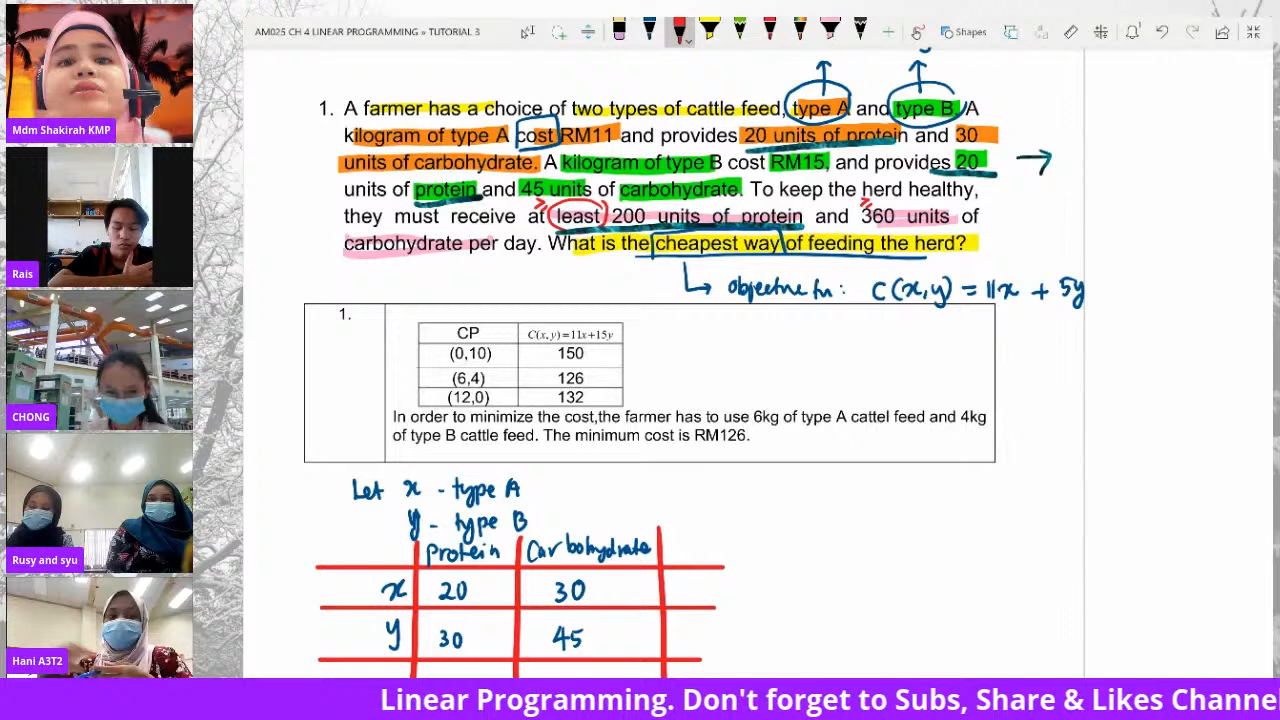 AM025 CH 4 LINEAR PROGRAMMING » TUTORIAL 3
Shapes
Mdm Shakirah KMP
Rais
CHONG
Rusy and syu
Hani A3T2
1. A farmer has a choice of two types of cattle feed, type A and type B. A
kilogram of type A cost RM11 and provides 20 units of protein and 30
units of carbohydrate. A kilogram of type B cost RM15, and provides 20
units of protein and 45 units of carbohydrate. To keep the herd healthy,
they must receive at least 200 units of protein and 360 units of
carbohydrate per day. What is the cheapest way of feeding the herd?
objective fn: C(x,y) = 11x + 5y
1.
CP C(x,y)=11x+15y
(0,10) 150
(6,4) 126
(12,0) 132
In order to minimize the cost,the farmer has to use 6kg of type A cattel feed and 4kg
of type B cattle feed. The minimum cost is RM126.
Let x - type A
y - type B
protein Carbohydrate
x 20 30
y 30 45
Linear Programming. Don't forget to Subs, Share & Likes Channe